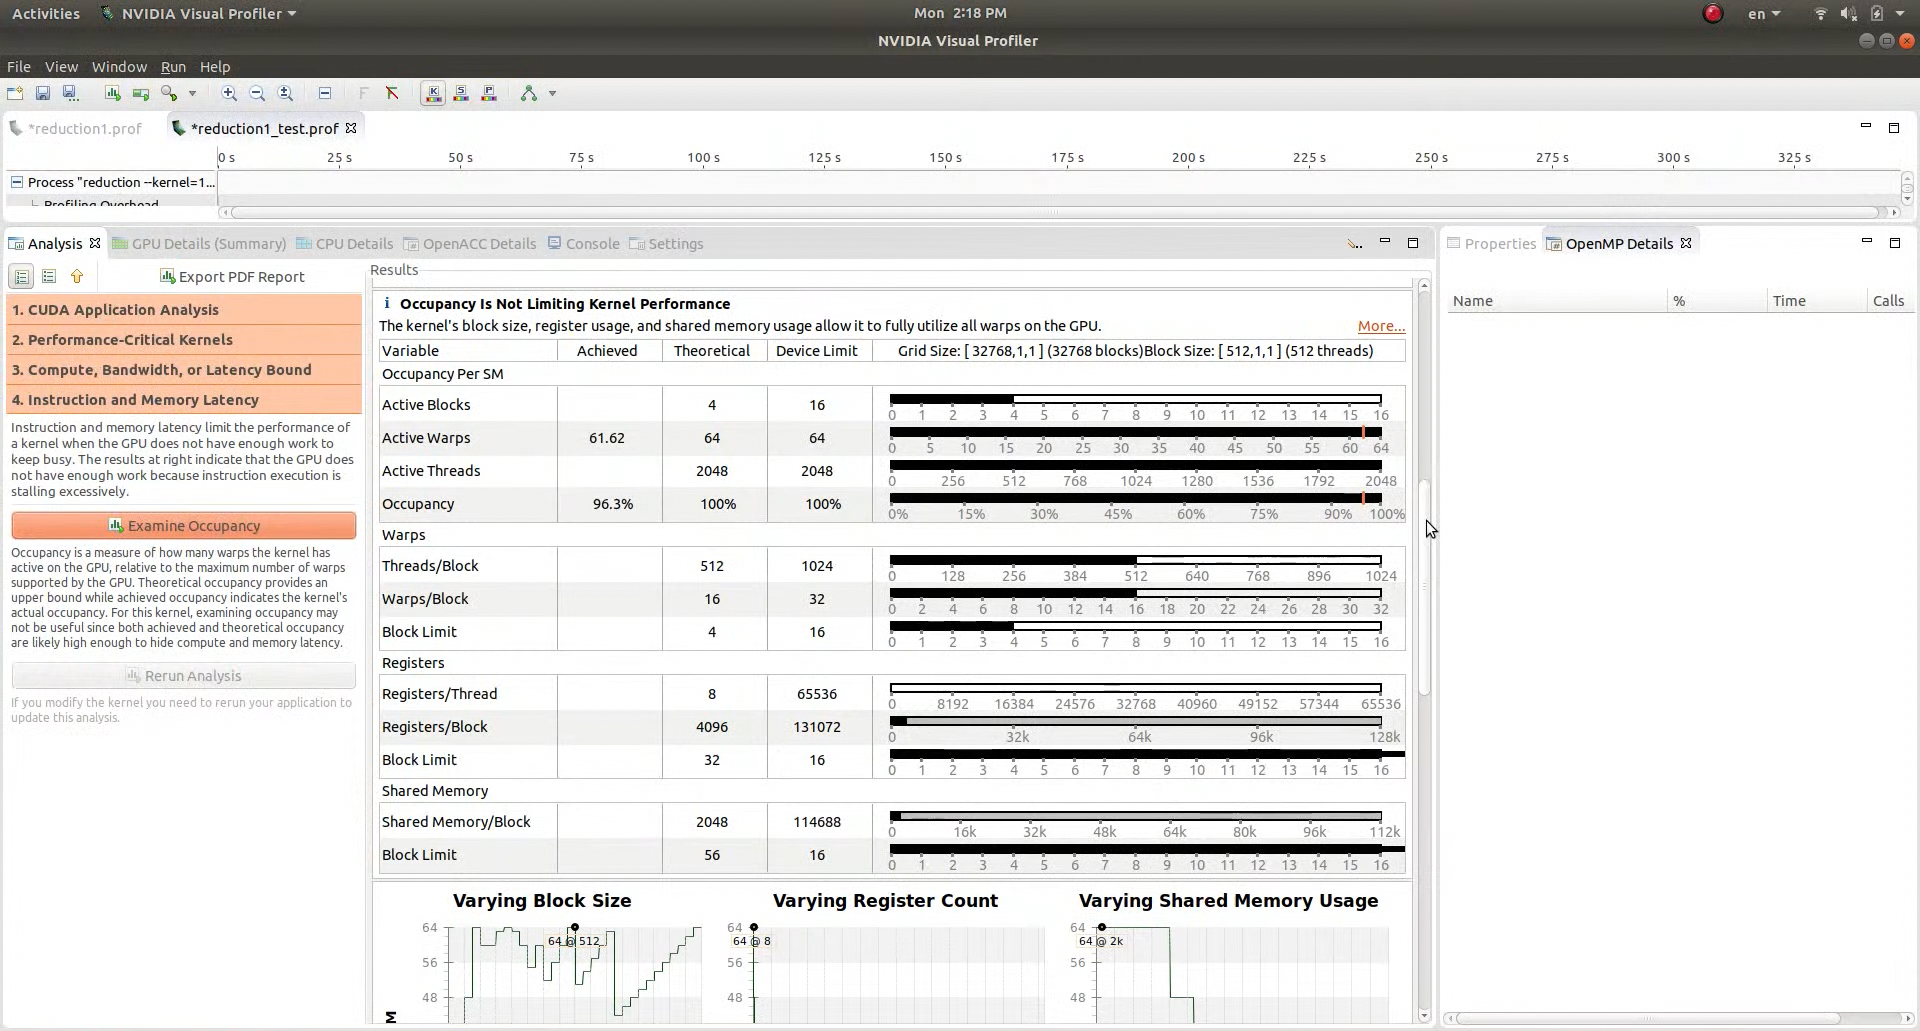 Activities NVIDIA Visual Profiler Mon 2:18 PM en
NVIDIA Visual Profiler
File View Window Run Help
F K S P
*reduction1.prof *reduction1_test.prof
0 s 25 s 50 s 75 s 100 s 125 s 150 s 175 s 200 s 225 s 250 s 275 s 300 s 325 s
Process "reduction --kernel=1...
Profiling Overhead
Analysis GPU Details (Summary) CPU Details OpenACC Details Console Settings
Export PDF Report
1. CUDA Application Analysis
2. Performance-Critical Kernels
3. Compute, Bandwidth, or Latency Bound
4. Instruction and Memory Latency
Instruction and memory latency limit the performance of
a kernel when the GPU does not have enough work to
keep busy. The results at right indicate that the GPU does
not have enough work because instruction execution is
stalling excessively.
Examine Occupancy
Occupancy is a measure of how many warps the kernel has
active on the GPU, relative to the maximum number of warps
supported by the GPU. Theoretical occupancy provides an
upper bound while achieved occupancy indicates the kernel's
actual occupancy. For this kernel, examining occupancy may
not be useful since both achieved and theoretical occupancy
are likely high enough to hide compute and memory latency.
Rerun Analysis
If you modify the kernel you need to rerun your application to
update this analysis.
Results
i Occupancy Is Not Limiting Kernel Performance
The kernel's block size, register usage, and shared memory usage allow it to fully utilize all warps on the GPU. More...
Variable Achieved Theoretical Device Limit Grid Size: [ 32768,1,1 ] (32768 blocks)Block Size: [ 512,1,1 ] (512 threads)
Occupancy Per SM
Active Blocks 4 16
0 1 2 3 4 5 6 7 8 9 10 11 12 13 14 15 16
Active Warps 61.62 64 64
0 5 10 15 20 25 30 35 40 45 50 55 60 64
Active Threads 2048 2048
0 256 512 768 1024 1280 1536 1792 2048
Occupancy 96.3% 100% 100%
0% 15% 30% 45% 60% 75% 90% 100%
Warps
Threads/Block 512 1024
0 128 256 384 512 640 768 896 1024
Warps/Block 16 32
0 2 4 6 8 10 12 14 16 18 20 22 24 26 28 30 32
Block Limit 4 16
0 1 2 3 4 5 6 7 8 9 10 11 12 13 14 15 16
Registers
Registers/Thread 8 65536
0 8192 16384 24576 32768 40960 49152 57344 65536
Registers/Block 4096 131072
0 32k 64k 96k 128k
Block Limit 32 16
0 1 2 3 4 5 6 7 8 9 10 11 12 13 14 15 16
Shared Memory
Shared Memory/Block 2048 114688
0 16k 32k 48k 64k 80k 96k 112k
Block Limit 56 16
0 1 2 3 4 5 6 7 8 9 10 11 12 13 14 15 16
Varying Block Size Varying Register Count Varying Shared Memory Usage
64 64 64
64 @ 512 64 @ 8 64 @ 2k
56 56 56
48 48 48
M
Properties OpenMP Details
Name % Time Calls